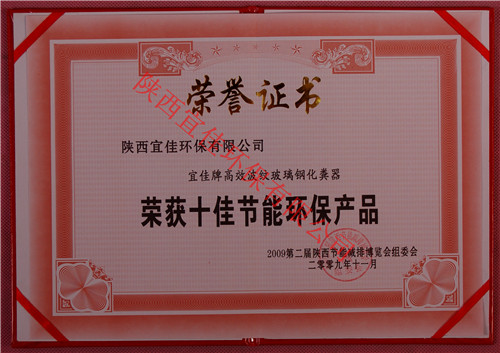 荣誉证书
陕西宜佳环保有限公司
宜佳牌高效波纹玻璃钢化粪器
荣获十佳节能环保产品
2009第二届陕西节能减排博览会组委会
二零零九年十一月
陕西宜佳环保有限公司